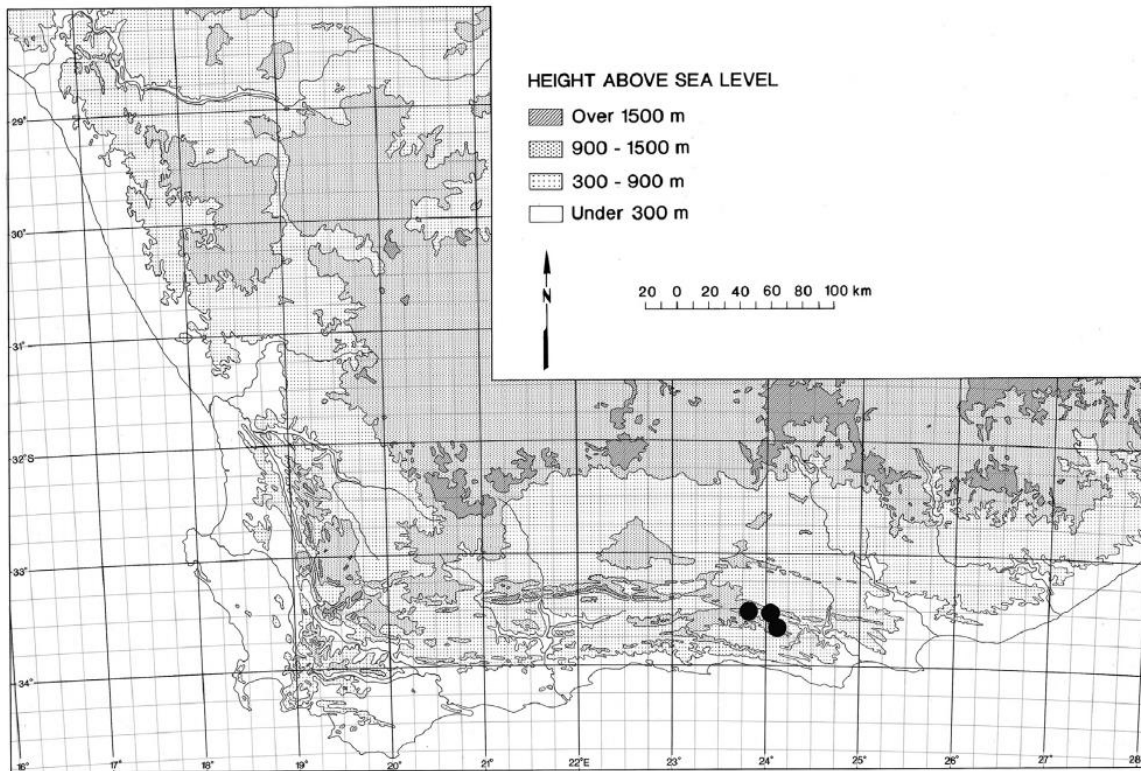 HEIGHT ABOVE SEA LEVEL
Over 1500 m
900 - 1500 m
300 - 900 m
Under 300 m
N
20 0 20 40 60 80 100 km
29°
30°
31°
32°S
33°
34°
16° 17° 18° 19° 20° 21° 22°E 23° 24° 25° 26° 27° 28